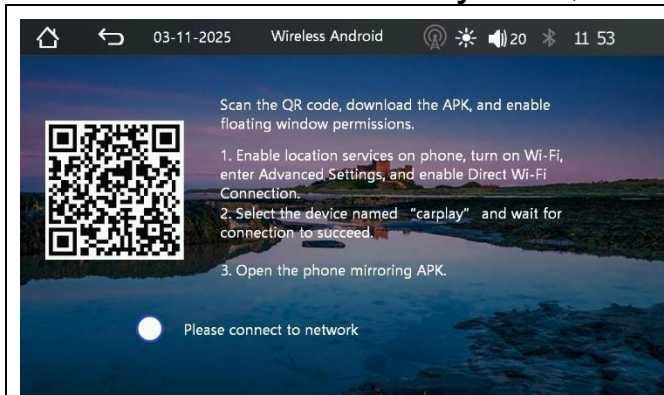 03-11-2025 Wireless Android 20 11 53
Scan the QR code, download the APK, and enable
floating window permissions.
1. Enable location services on phone, turn on Wi-Fi,
enter Advanced Settings, and enable Direct Wi-Fi
Connection.
2. Select the device named “carplay” and wait for
connection to succeed.
3. Open the phone mirroring APK.
Please connect to network